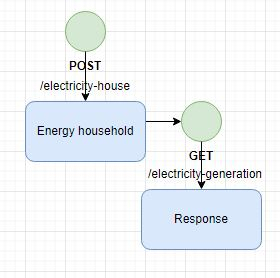 POST
/electricity-house
Energy household
GET
/electricity-generation
Response